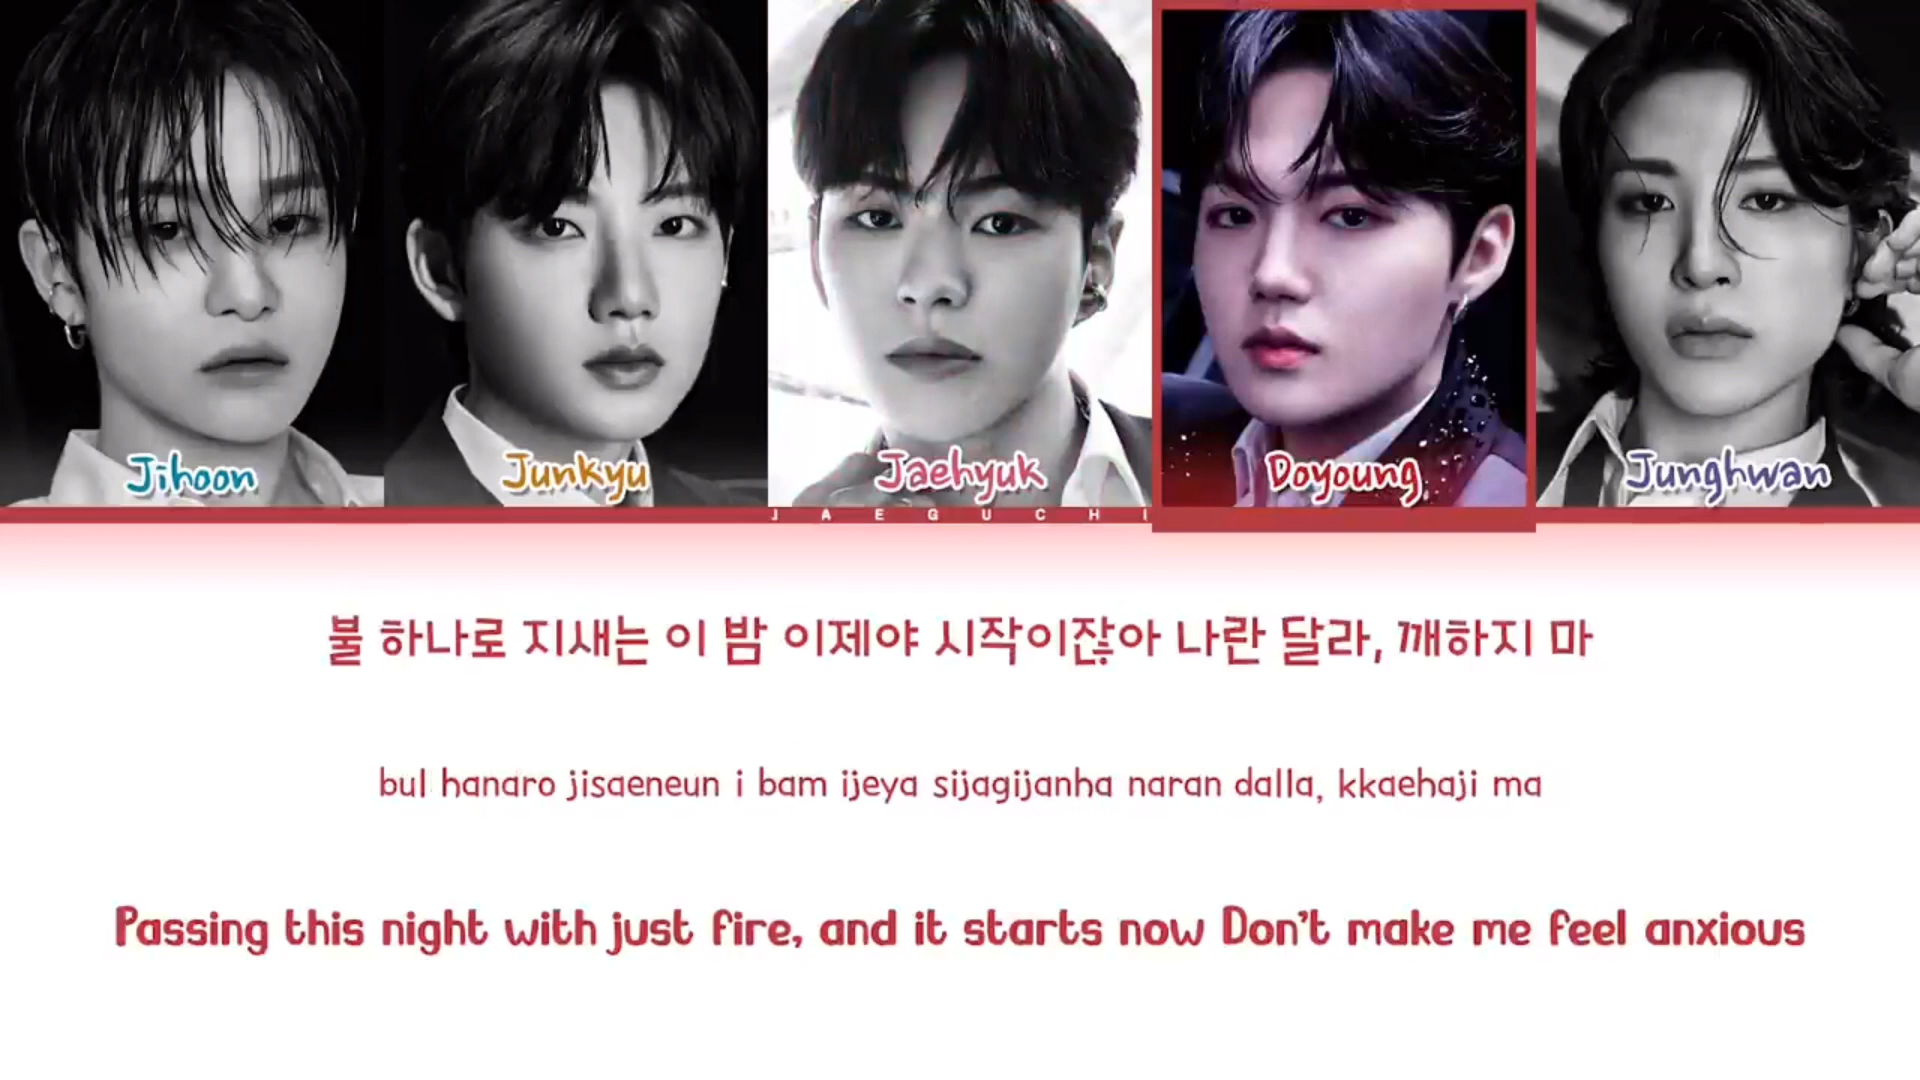 Jihoon
Junkyu
Jaehyuk
Doyoung
Junghwan
JAEGUCHI
불 하나로 지새는 이 밤 이제야 시작이잖아 나란 달라, 깨하지 마
bul hanaro jisaeneun i bam ijeya sijagijanha naran dalla, kkaehaji ma
Passing this night with just fire, and it starts now Don't make me feel anxious